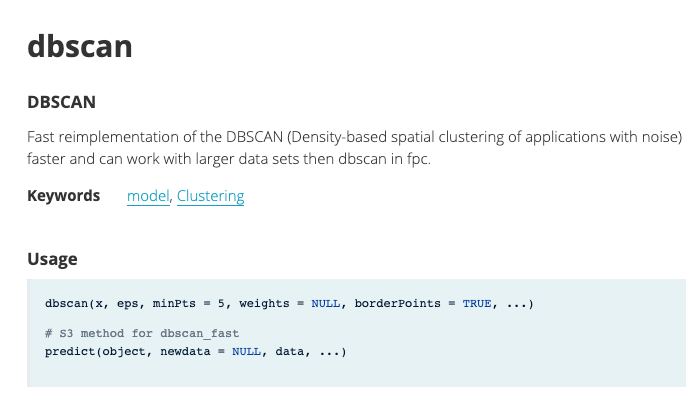 dbscan
DBSCAN
Fast reimplementation of the DBSCAN (Density-based spatial clustering of applications with noise)
faster and can work with larger data sets then dbscan in fpc.
Keywords model, Clustering
Usage
dbscan(x, eps, minPts = 5, weights = NULL, borderPoints = TRUE, ...)
# S3 method for dbscan_fast
predict(object, newdata = NULL, data, ...)